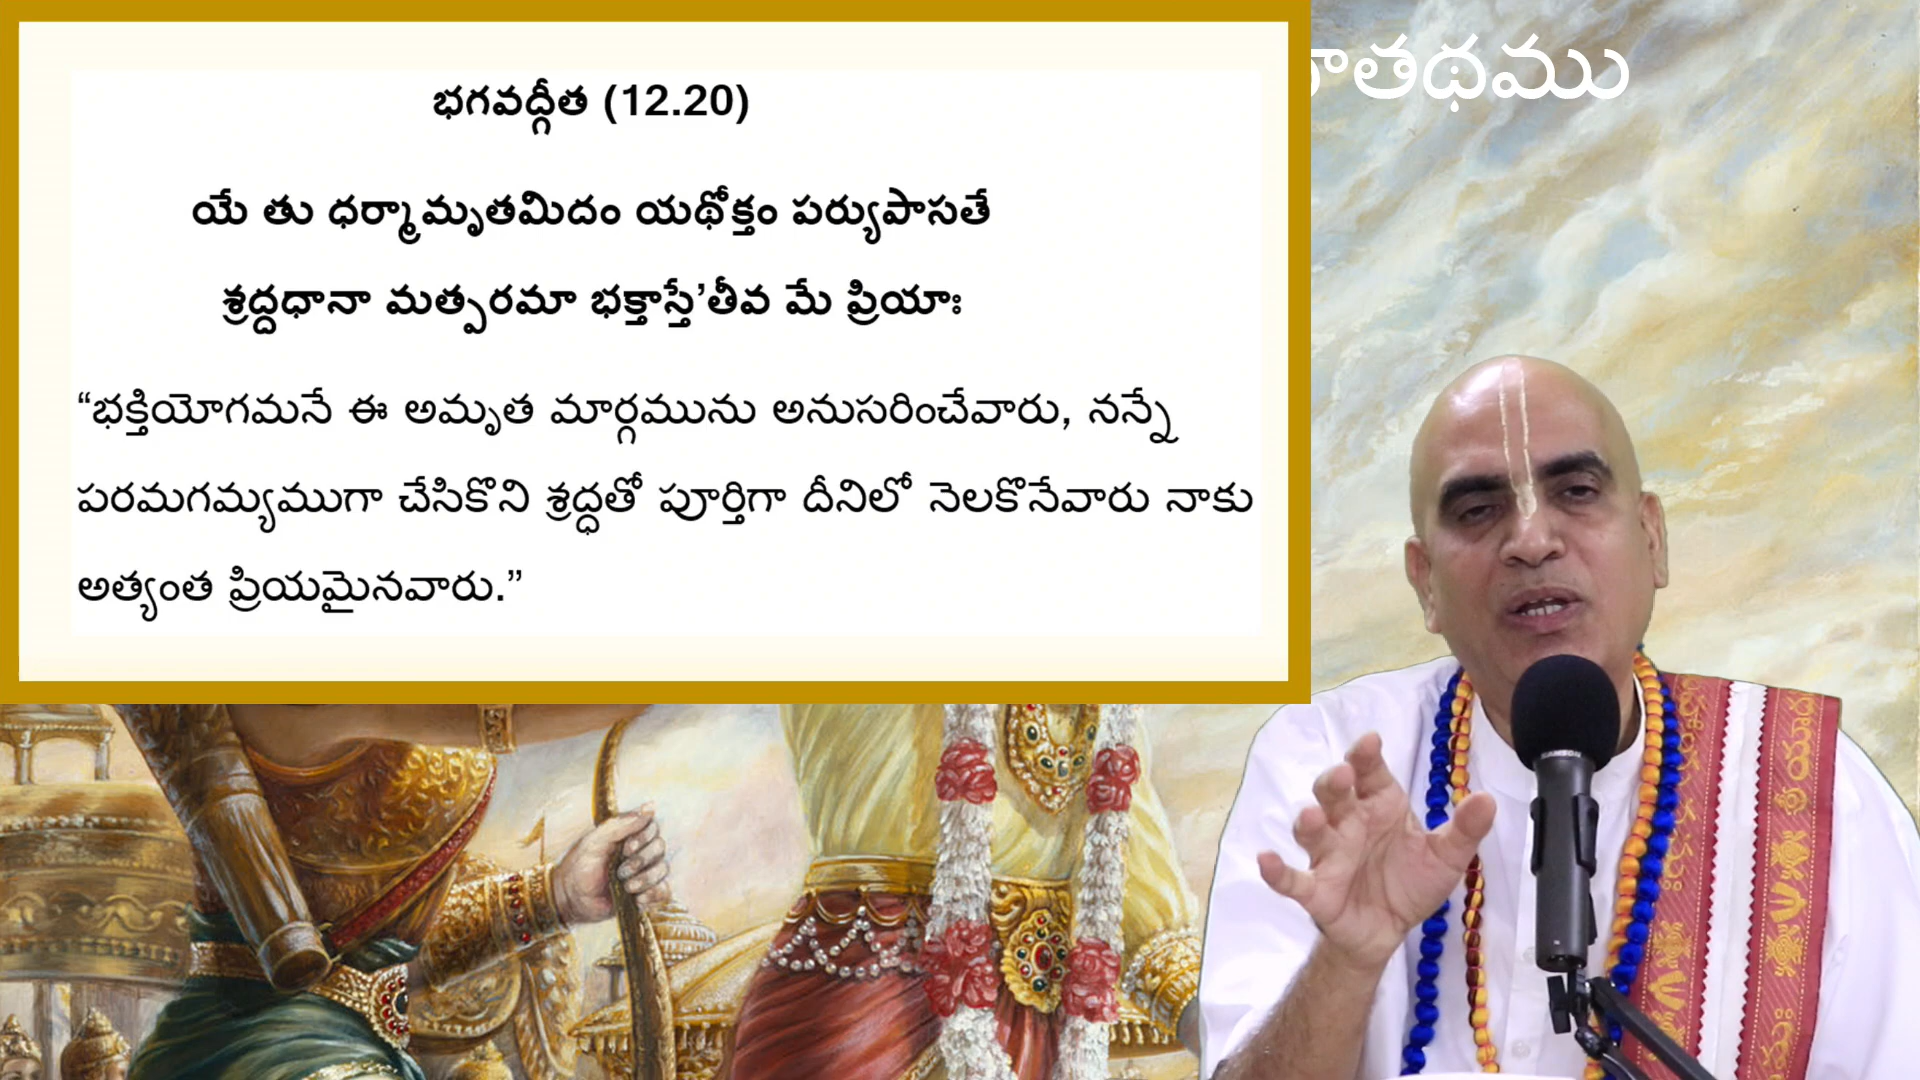 భగవద్గీత (12.20)
యే తు ధర్మామృతమిదం యథోక్తం పర్యుపాసతే
శ్రద్దధానా మత్పరమా భక్తాస్తే’తీవ మే ప్రియాః
“భక్తియోగమనే ఈ అమృత మార్గమును అనుసరించేవారు, నన్నే
పరమగమ్యముగా చేసికొని శ్రద్ధతో పూర్తిగా దీనిలో నెలకొనేవారు నాకు
అత్యంత ప్రియమైనవారు.”
SAMSON